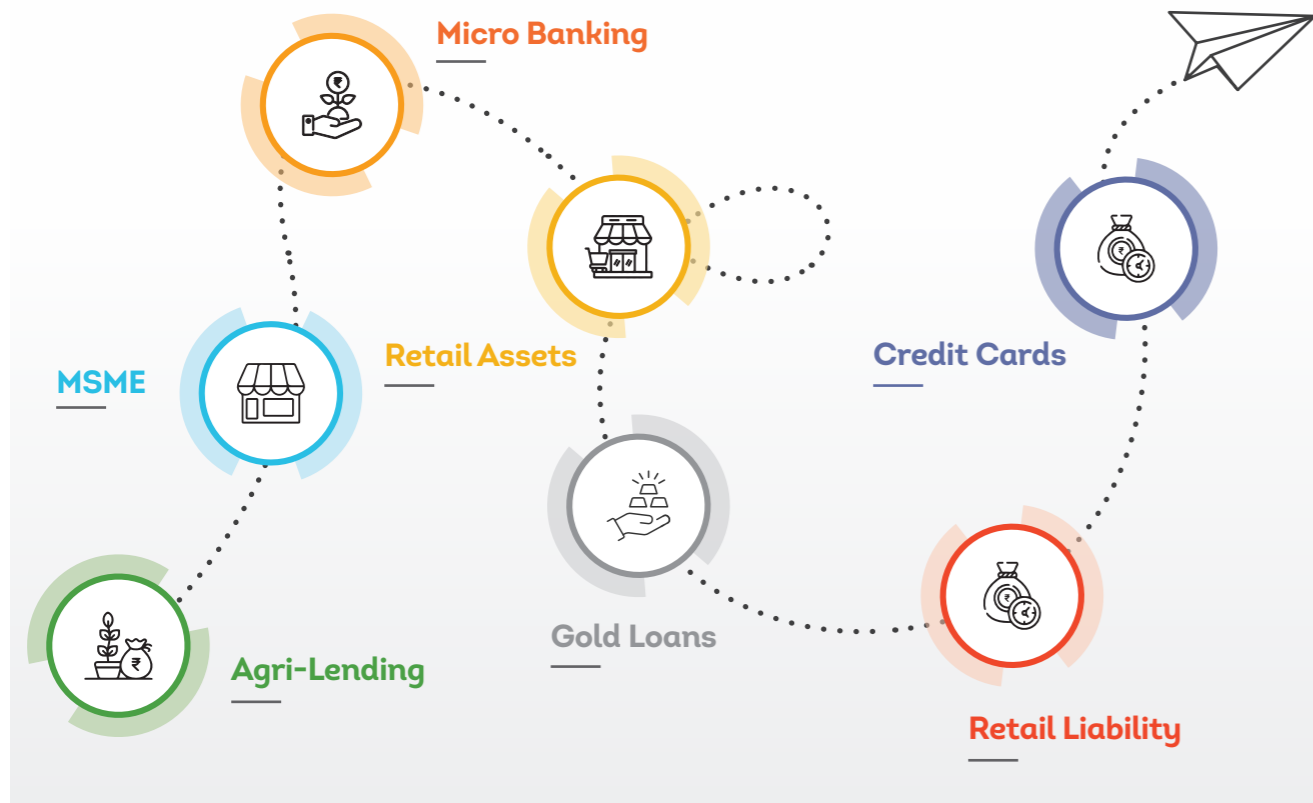 Micro Banking
Retail Assets
Credit Cards
MSME
Gold Loans
Agri-Lending
Retail Liability